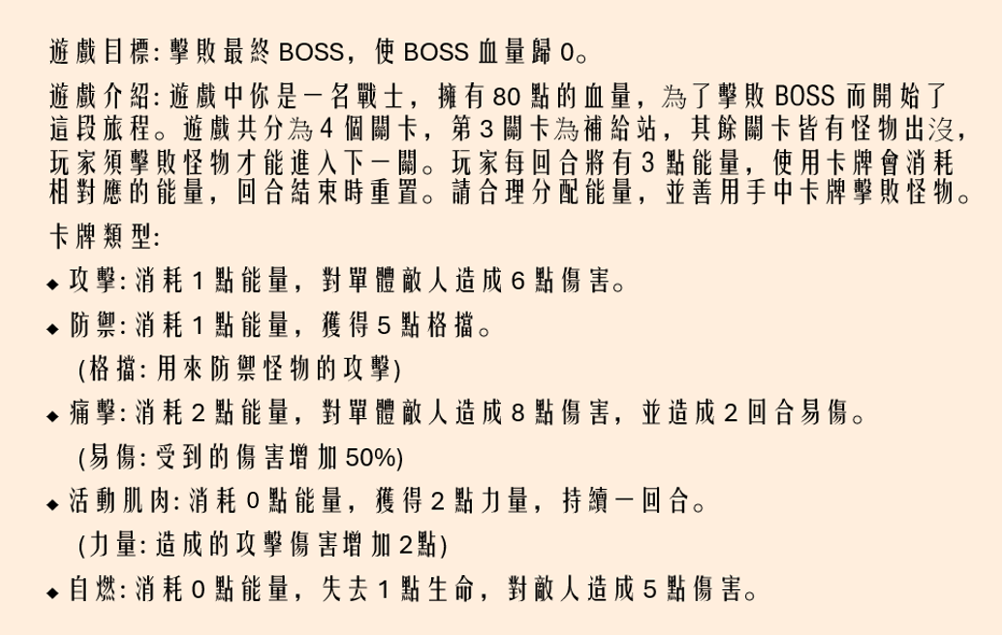 遊戲目標: 擊敗最終 BOSS，使 BOSS 血量歸 0。
遊戲介紹: 遊戲中你是一名戰士，擁有 80 點的血量，為了擊敗 BOSS 而開始了
這段旅程。遊戲共分為 4 個關卡，第 3 關卡為補給站，其餘關卡皆有怪物出沒，
玩家須擊敗怪物才能進入下一關。玩家每回合將有 3 點能量，使用卡牌會消耗
相對應的能量，回合結束時重置。請合理分配能量，並善用手中卡牌擊敗怪物。
卡牌類型:
◆ 攻擊: 消耗 1 點能量，對單體敵人造成 6 點傷害。
◆ 防禦: 消耗 1 點能量，獲得 5 點格擋。
(格擋: 用來防禦怪物的攻擊)
◆ 痛擊: 消耗 2 點能量，對單體敵人造成 8 點傷害，並造成 2 回合易傷。
(易傷: 受到的傷害增加 50%)
◆ 活動肌肉: 消耗 0 點能量，獲得 2 點力量，持續一回合。
(力量: 造成的攻擊傷害增加 2點)
◆ 自燃: 消耗 0 點能量，失去 1 點生命，對敵人造成 5 點傷害。